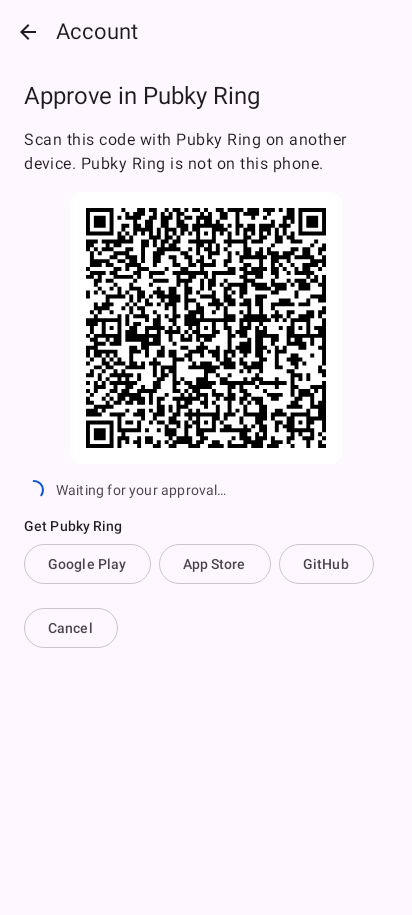 Account
Approve in Pubky Ring
Scan this code with Pubky Ring on another
device. Pubky Ring is not on this phone.
Waiting for your approval…
Get Pubky Ring
Google Play
App Store
GitHub
Cancel